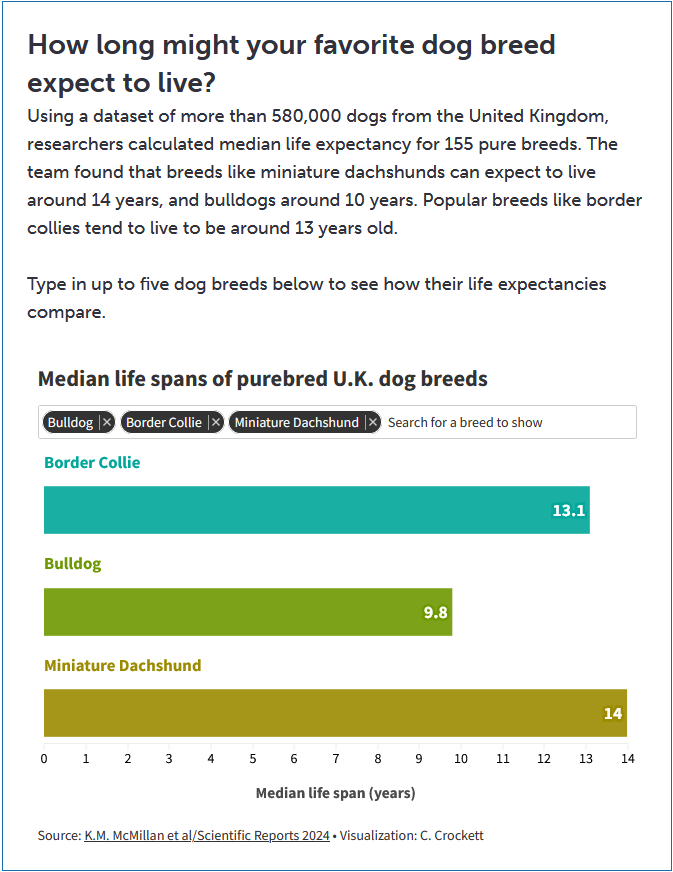 How long might your favorite dog breed
expect to live?
Using a dataset of more than 580,000 dogs from the United Kingdom,
researchers calculated median life expectancy for 155 pure breeds. The
team found that breeds like miniature dachshunds can expect to live
around 14 years, and bulldogs around 10 years. Popular breeds like border
collies tend to live to be around 13 years old.
Type in up to five dog breeds below to see how their life expectancies
compare.
Median life spans of purebred U.K. dog breeds
Bulldog |× Border Collie |× Miniature Dachshund |× Search for a breed to show
Border Collie
13.1
Bulldog
9.8
Miniature Dachshund
14
0 1 2 3 4 5 6 7 8 9 10 11 12 13 14
Median life span (years)
Source: K.M. McMillan et al/Scientific Reports 2024 • Visualization: C. Crockett